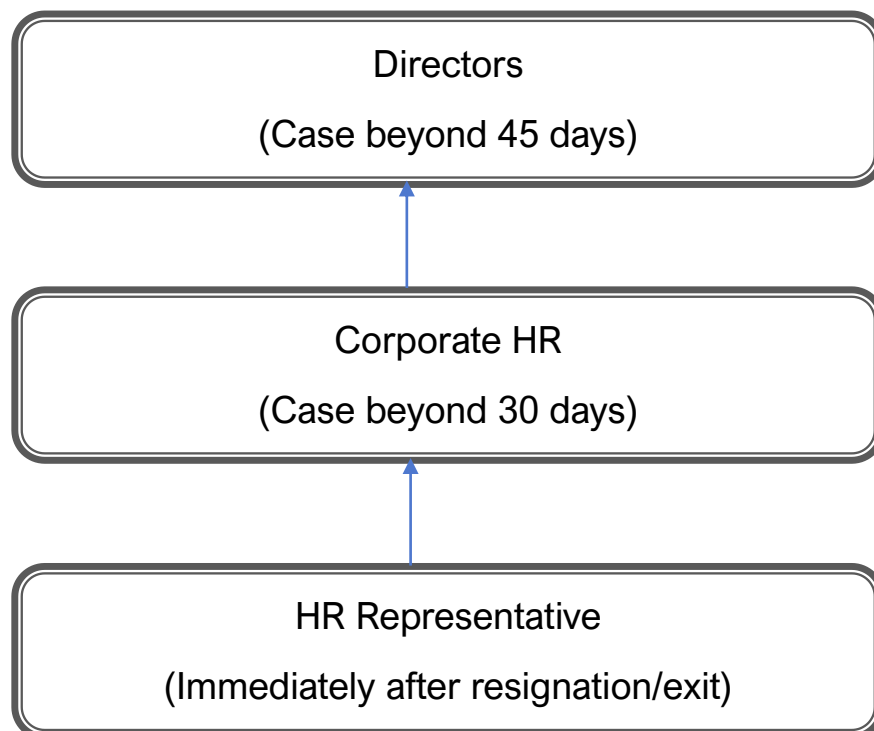 Directors
(Case beyond 45 days)
Corporate HR
(Case beyond 30 days)
HR Representative
(Immediately after resignation/exit)